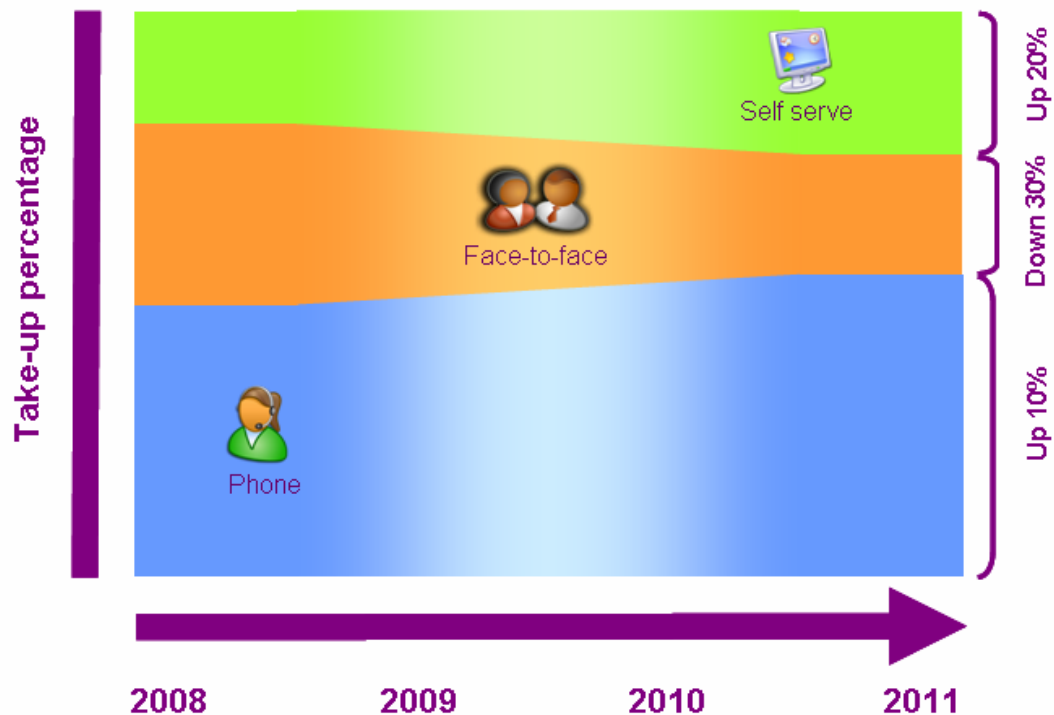 Take-up percentage
Self serve
Up 20%
Face-to-face
Down 30%
Phone
Up 10%
2008 2009 2010 2011